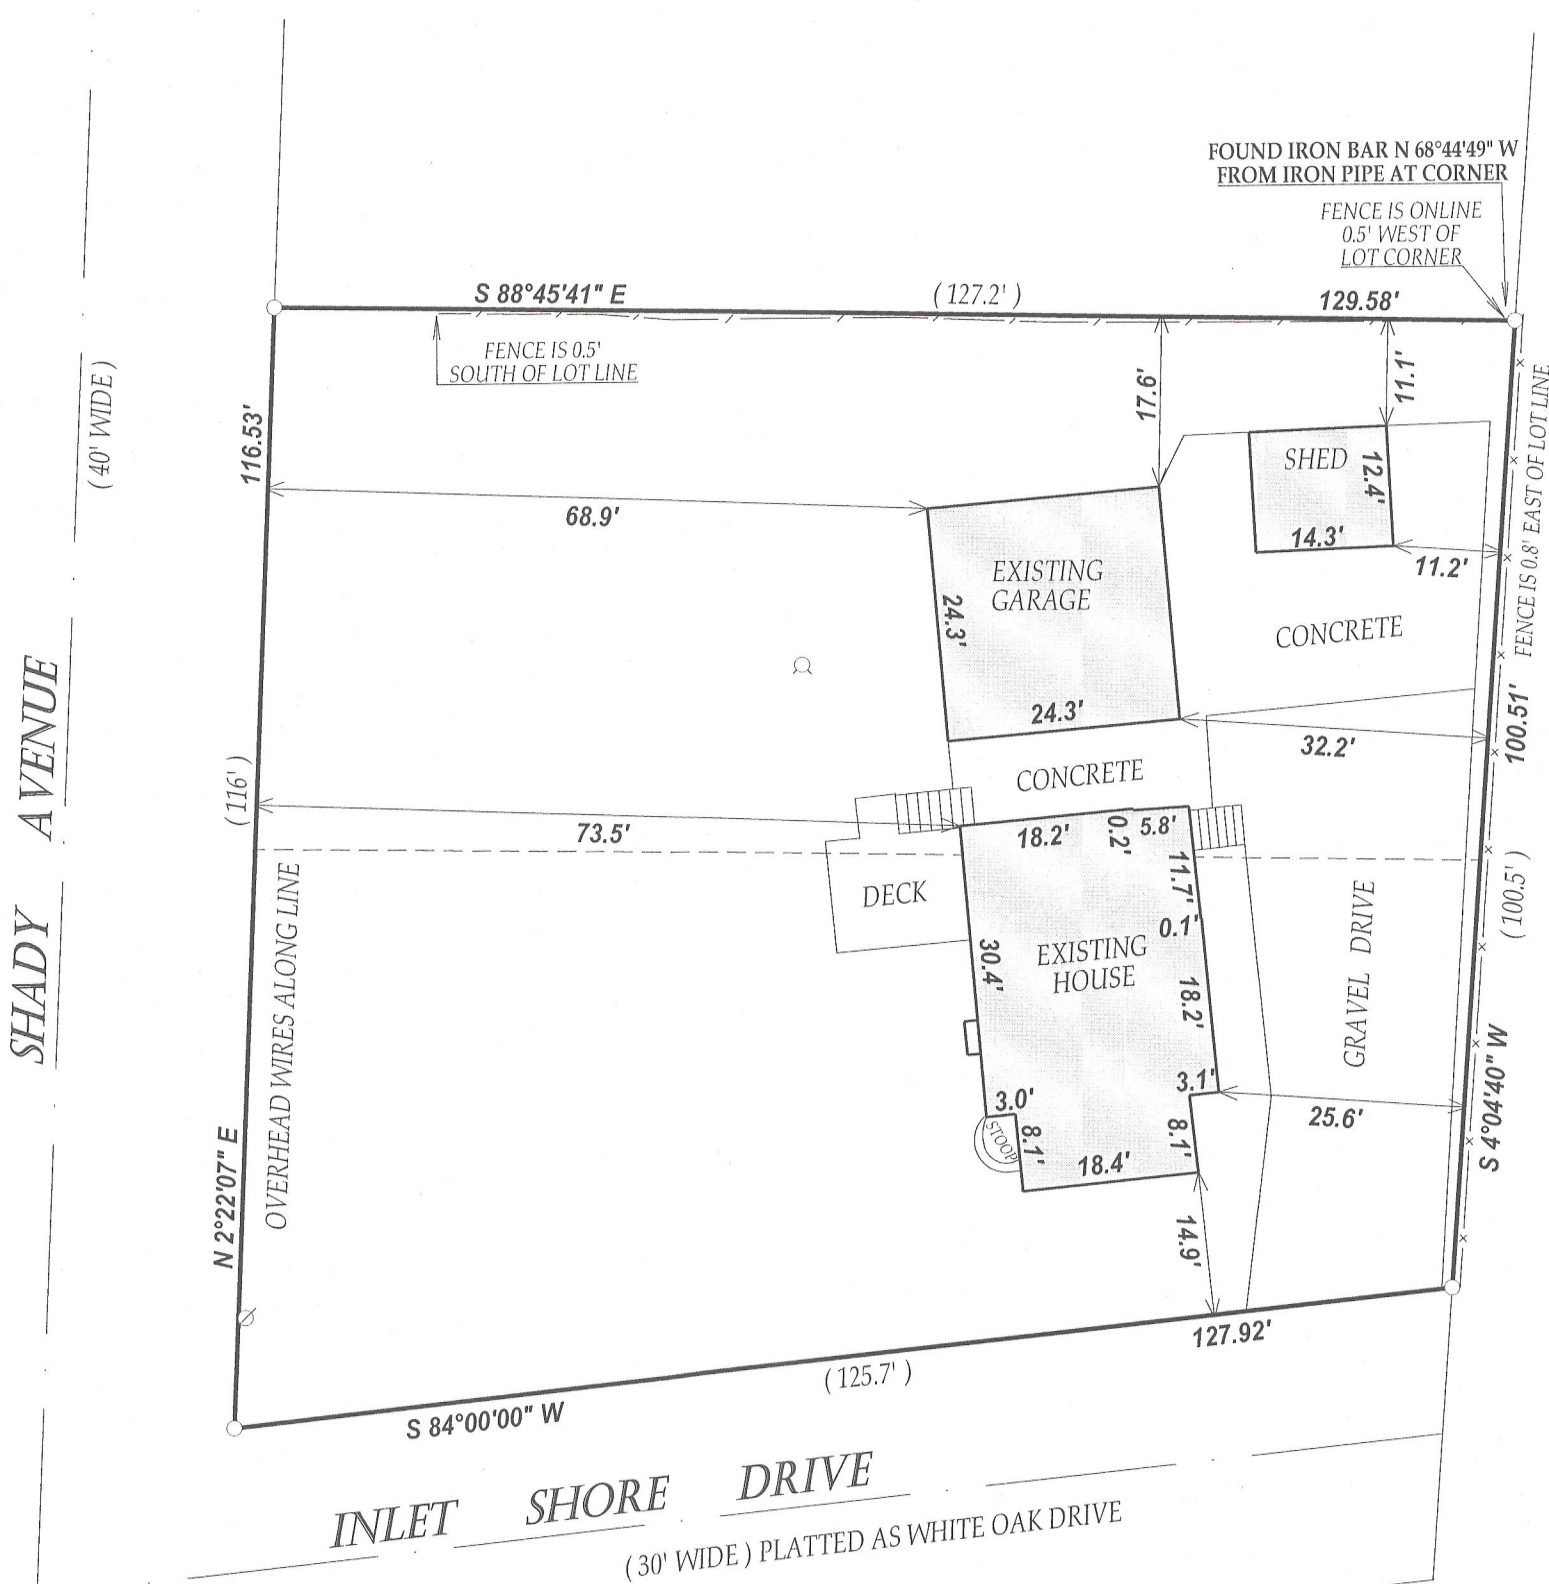 FOUND IRON BAR N 68°44'49" W
FROM IRON PIPE AT CORNER
FENCE IS ONLINE
0.5' WEST OF
LOT CORNER
S 88°45'41" E
( 127.2' )
129.58'
FENCE IS 0.5'
SOUTH OF LOT LINE
17.9'
11.1'
( 40' WIDE )
116.53'
68.9'
SHED
12.4'
14.3'
11.2'
FENCE IS 0.8' EAST OF LOT LINE
EXISTING
GARAGE
24.3'
24.3'
CONCRETE
32.2'
100.51'
SHADY AVENUE
( 116' )
CONCRETE
73.5'
18.2'
0.2'
5.8'
11.7'
0.1'
DECK
30.4'
EXISTING
HOUSE
18.2'
GRAVEL DRIVE
( 100.5' )
OVERHEAD WIRES ALONG LINE
N 2°22'07" E
3.0'
STOOP
8.1'
18.4'
3.1'
8.1'
25.6'
S 4°04'40" W
14.9'
127.92'
( 125.7' )
S 84°00'00" W
INLET SHORE DRIVE
( 30' WIDE ) PLATTED AS WHITE OAK DRIVE